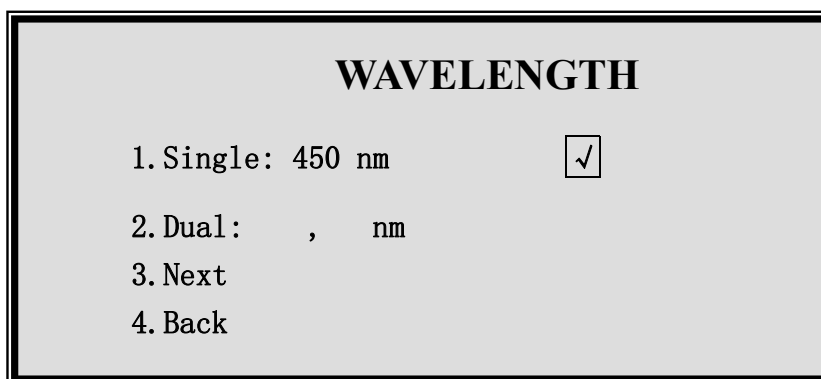 WAVELENGTH
1.Single: 450 nm √
2.Dual: , nm
3.Next
4.Back